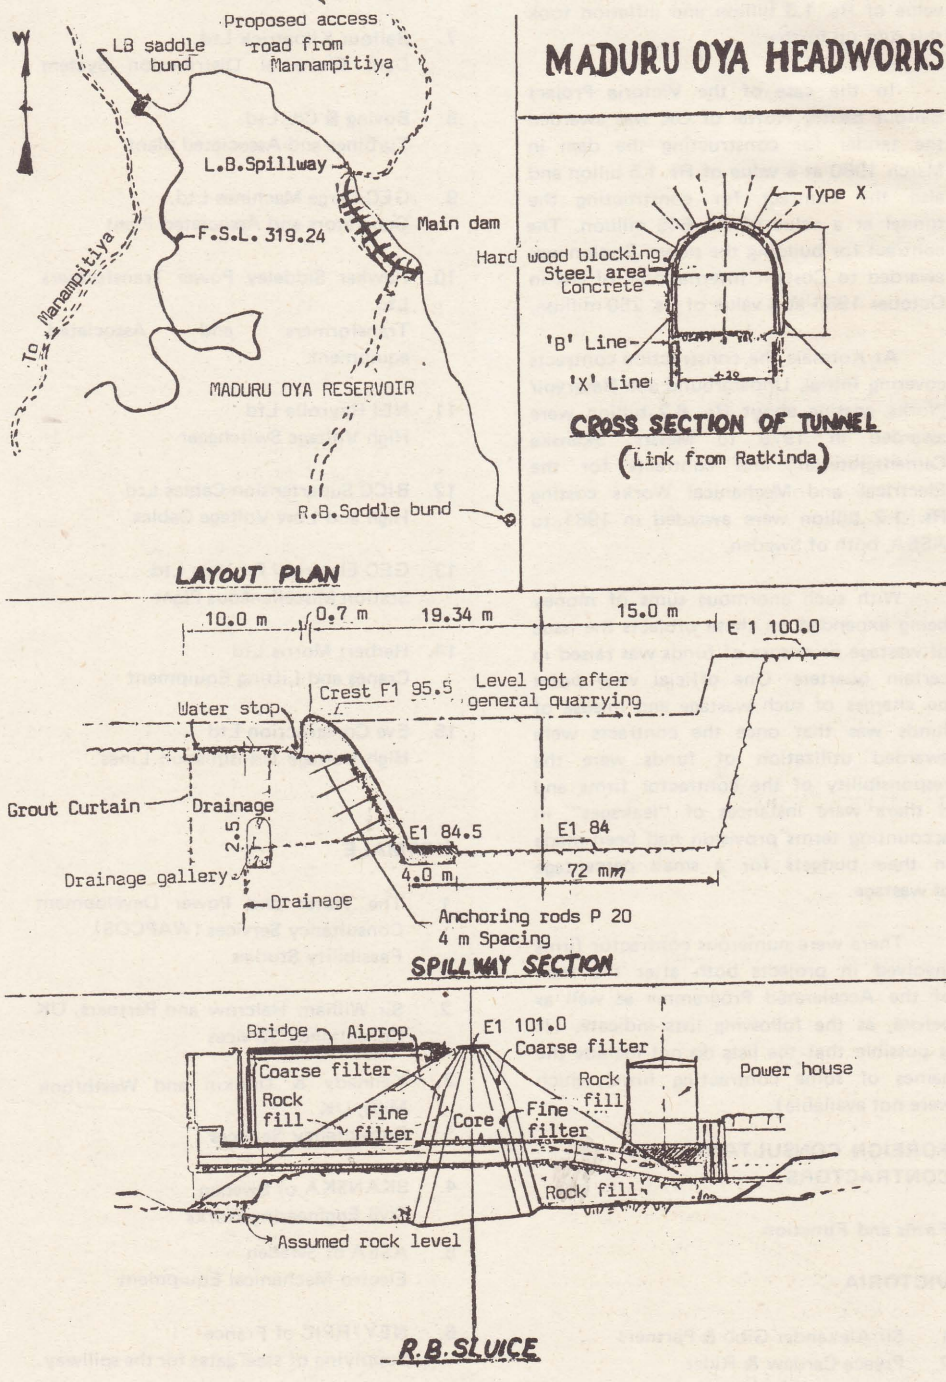 MADURU OYA HEADWORKS
W
Proposed access
road from
Mannampitiya
LB saddle
bund
L.B.Spillway
Main dam
F.S.L. 319.24
To Manampitiya
MADURU OYA RESERVOIR
R.B.Soddle bund
LAYOUT PLAN
Type X
Hard wood blocking
Steel area
Concrete
'B' Line
'X' Line
CROSS SECTION OF TUNNEL
(Link from Ratkinda)
10.0 m
0.7 m
19.34 m
15.0 m
E 1 100.0
Crest F1 95.5
Level got after
general quarrying
Water stop
Grout Curtain
Drainage
2.5
E1 84.5
E1 84
Drainage gallery
4.0 m
72 mm
Drainage
Anchoring rods P 20
4 m Spacing
SPILLWAY SECTION
Bridge
Aiprop
E1 101.0
Coarse filter
Coarse filter
Rock
fill
Power house
Rock
fill
Fine
filter
Core
Fine
filter
Rock fill
Assumed rock level
R.B.SLUICE